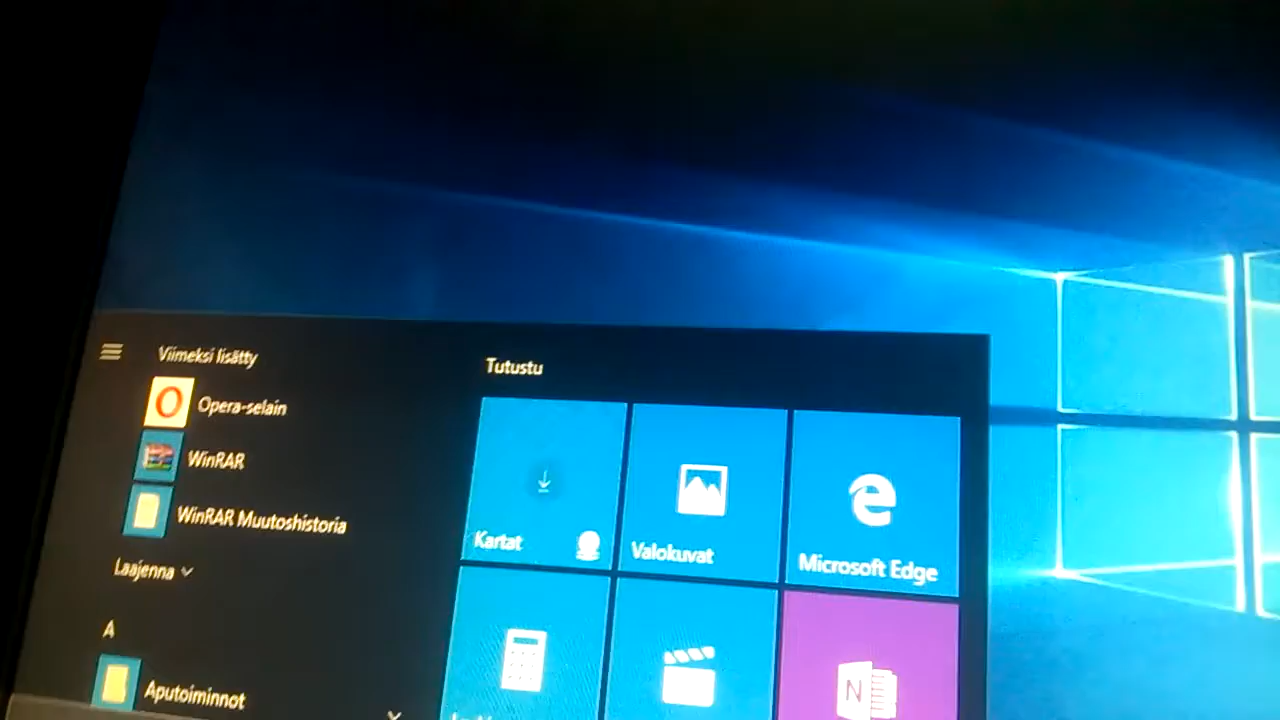 Viimeksi lisätty
Opera-selain
WinRAR
WinRAR Muutoshistoria
Laajenna
A
Aputoiminnot
Tutustu
Kartat
Valokuvat
Microsoft Edge
N